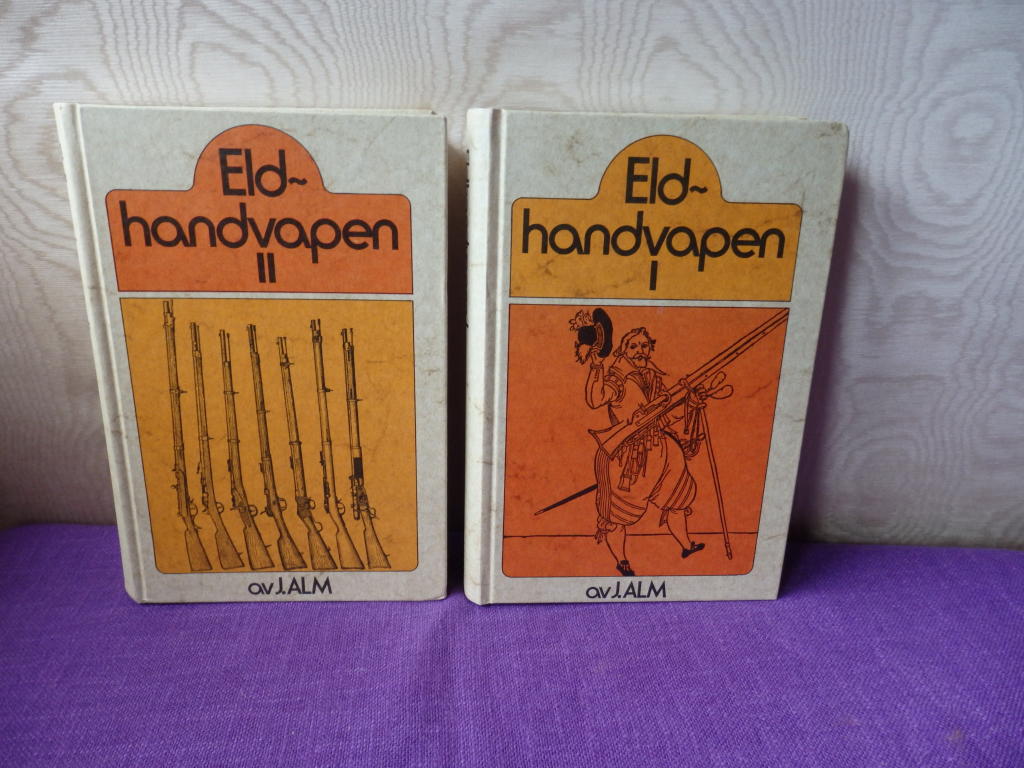 Eld~
handvapen
II
av J. ALM
Eld~
handvapen
I
av J. ALM